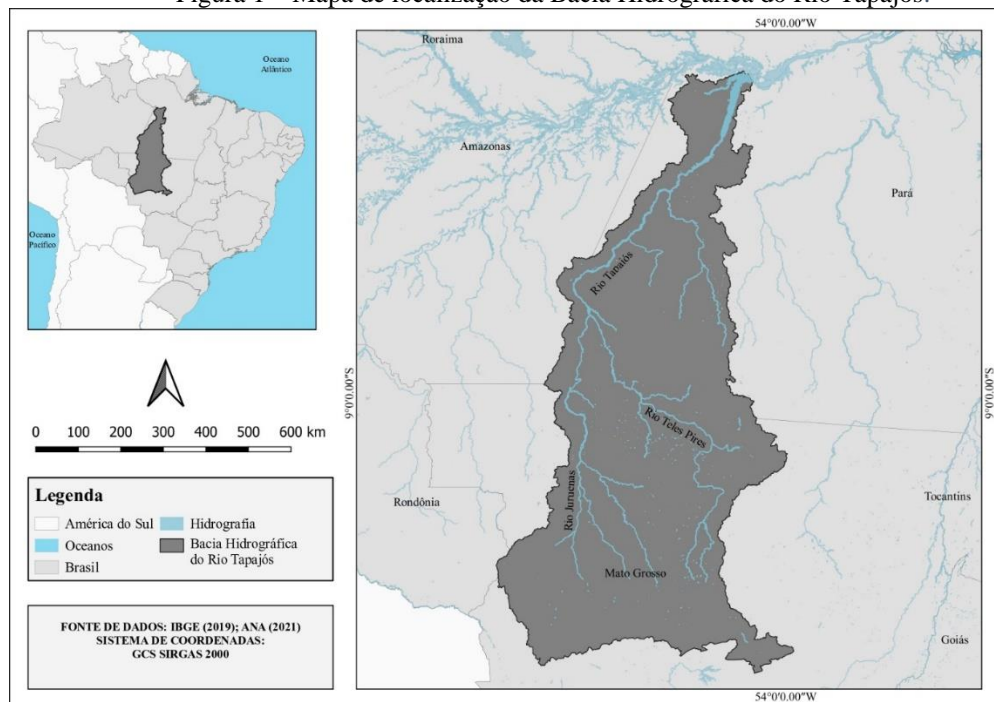 Figura 1 – Mapa de localização da Bacia Hidrográfica do Rio Tapajós.
54°0'0.00"W
Oceano
Atlântico
Oceano
Pacífico
Roraima
Amazonas
Pará
Rio Tapajós
9°0'0.00"S
9°0'0.00"S
Rio Teles Pires
Rio Juruenas
Rondônia
Tocantins
Mato Grosso
Goiás
0 100 200 300 400 500 600 km
Legenda
América do Sul
Hidrografia
Oceanos
Bacia Hidrográfica
do Rio Tapajós
Brasil
FONTE DE DADOS: IBGE (2019); ANA (2021)
SISTEMA DE COORDENADAS:
GCS SIRGAS 2000
54°0'0.00"W